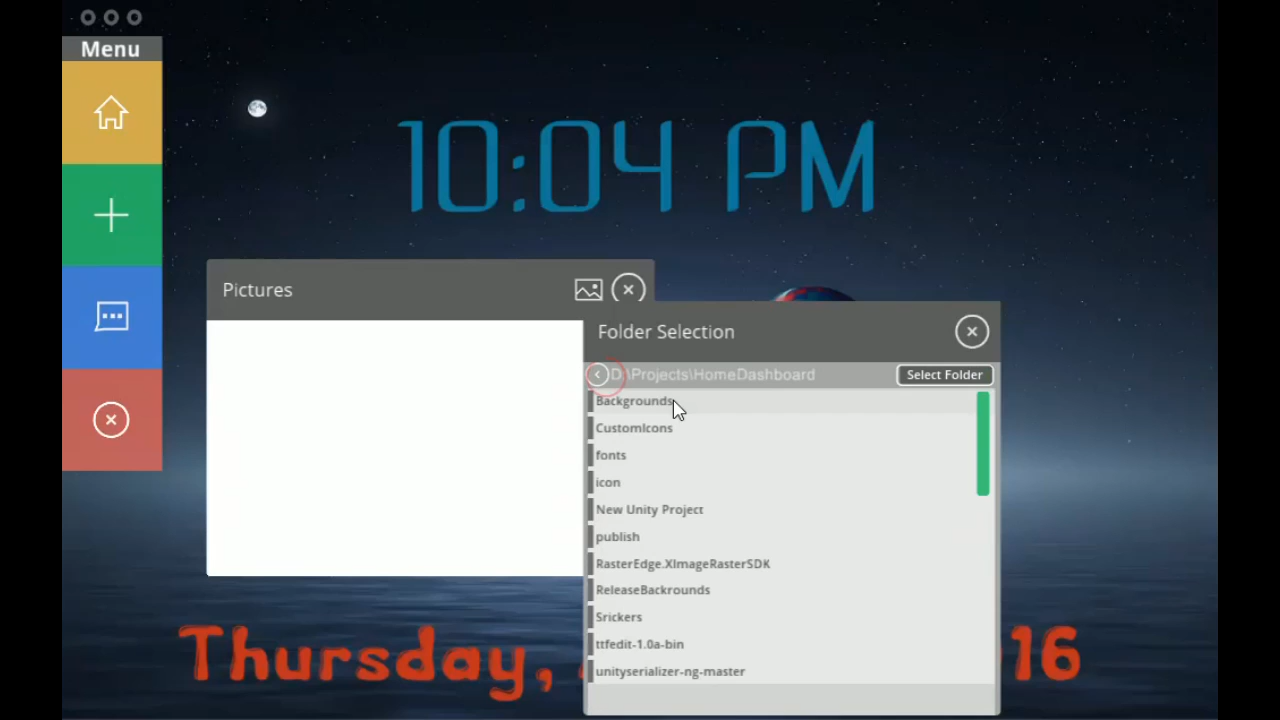 Menu
10:04 PM
Pictures
Folder Selection
D:\Projects\HomeDashboard
Select Folder
Backgrounds
CustomIcons
fonts
icon
New Unity Project
publish
RasterEdge.XImageRasterSDK
ReleaseBackrounds
Srickers
ttfedit-1.0a-bin
unityserializer-ng-master
Thursday, 16